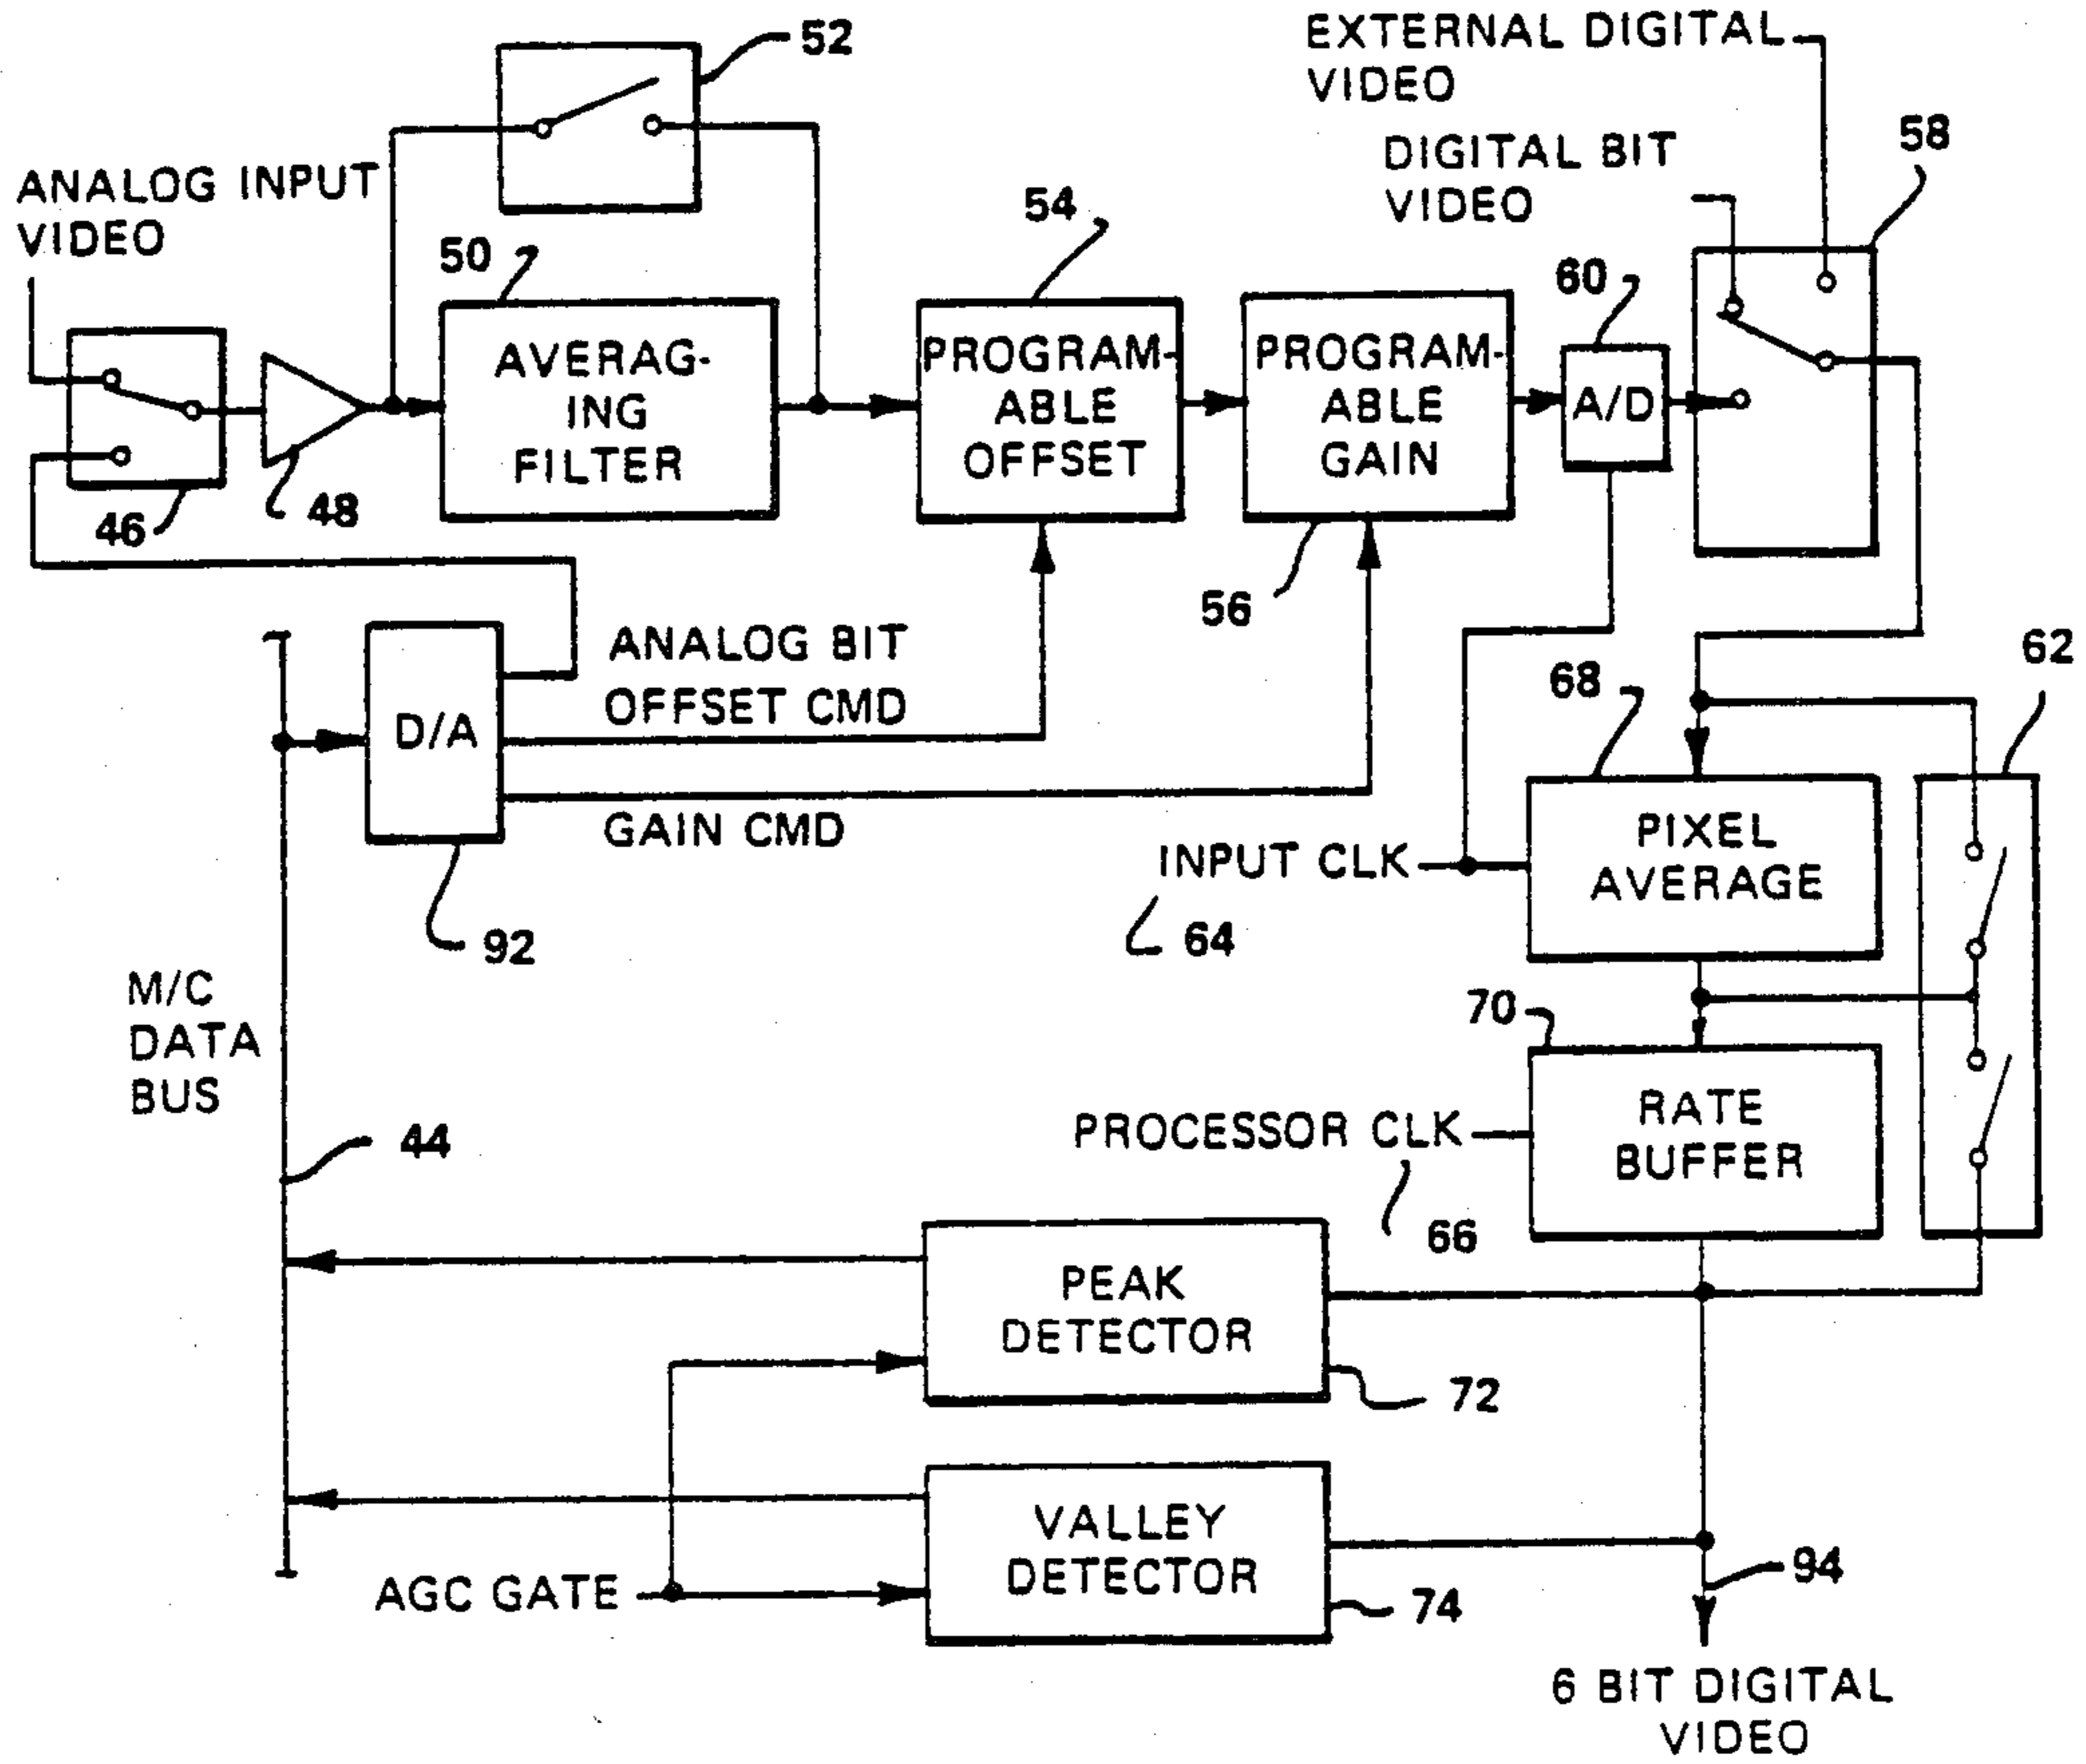 EXTERNAL DIGITAL
VIDEO
52
DIGITAL BIT
VIDEO
58
ANALOG INPUT
VIDEO
50
54
60
AVERAG-
ING
FILTER
PROGRAM-
ABLE
OFFSET
PROGRAM-
ABLE
GAIN
A/D
46
48
56
ANALOG BIT
OFFSET CMD
D/A
GAIN CMD
92
68
62
PIXEL
AVERAGE
INPUT CLK
64
M/C
DATA
BUS
70
RATE
BUFFER
PROCESSOR CLK
66
44
PEAK
DETECTOR
72
VALLEY
DETECTOR
74
AGC GATE
94
6 BIT DIGITAL
VIDEO